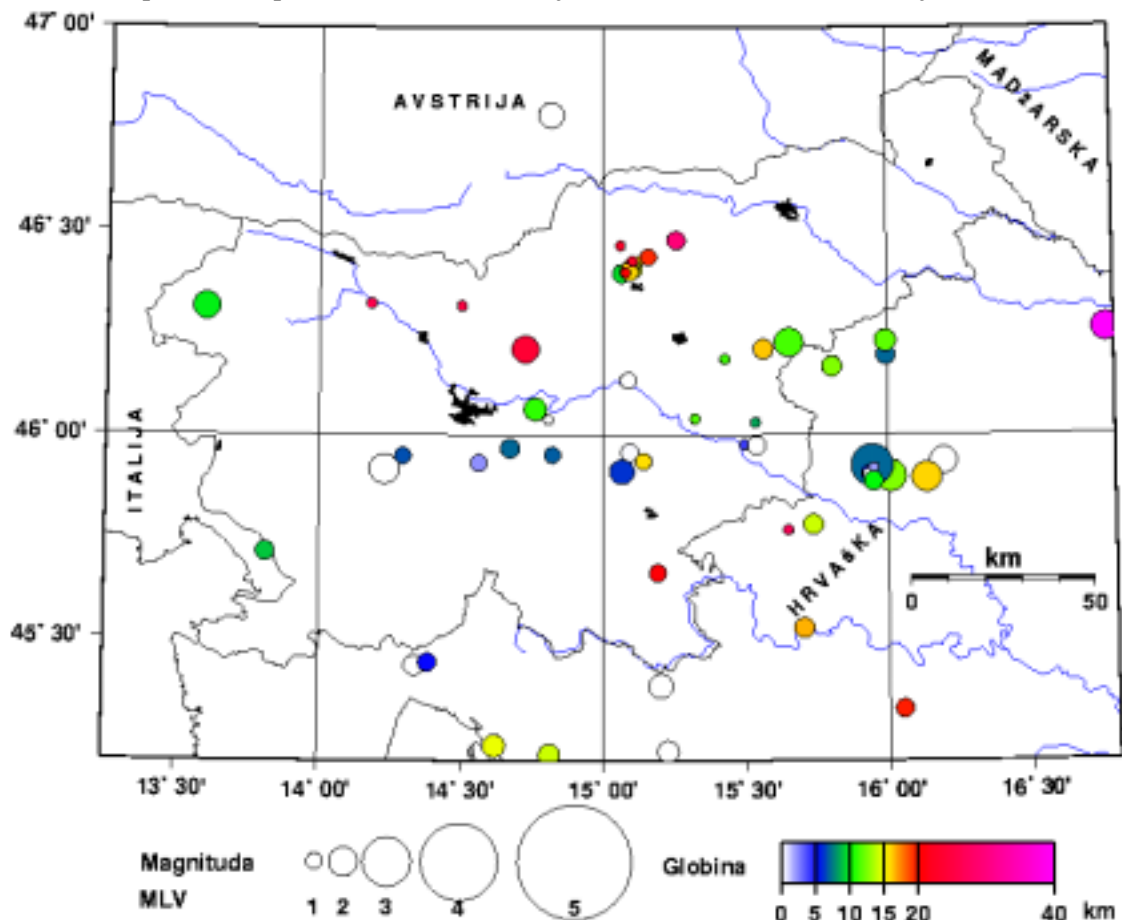 47° 00'
46° 30'
46° 00'
45° 30'
AVSTRIJA
MADžARSKA
ITALIJA
HRVAšKA
km
0 50
13° 30' 14° 00' 14° 30' 15° 00' 15° 30' 16° 00' 16° 30'
Magnituda
MLV
1 2 3 4 5
Globina
0 5 10 15 20 40 km